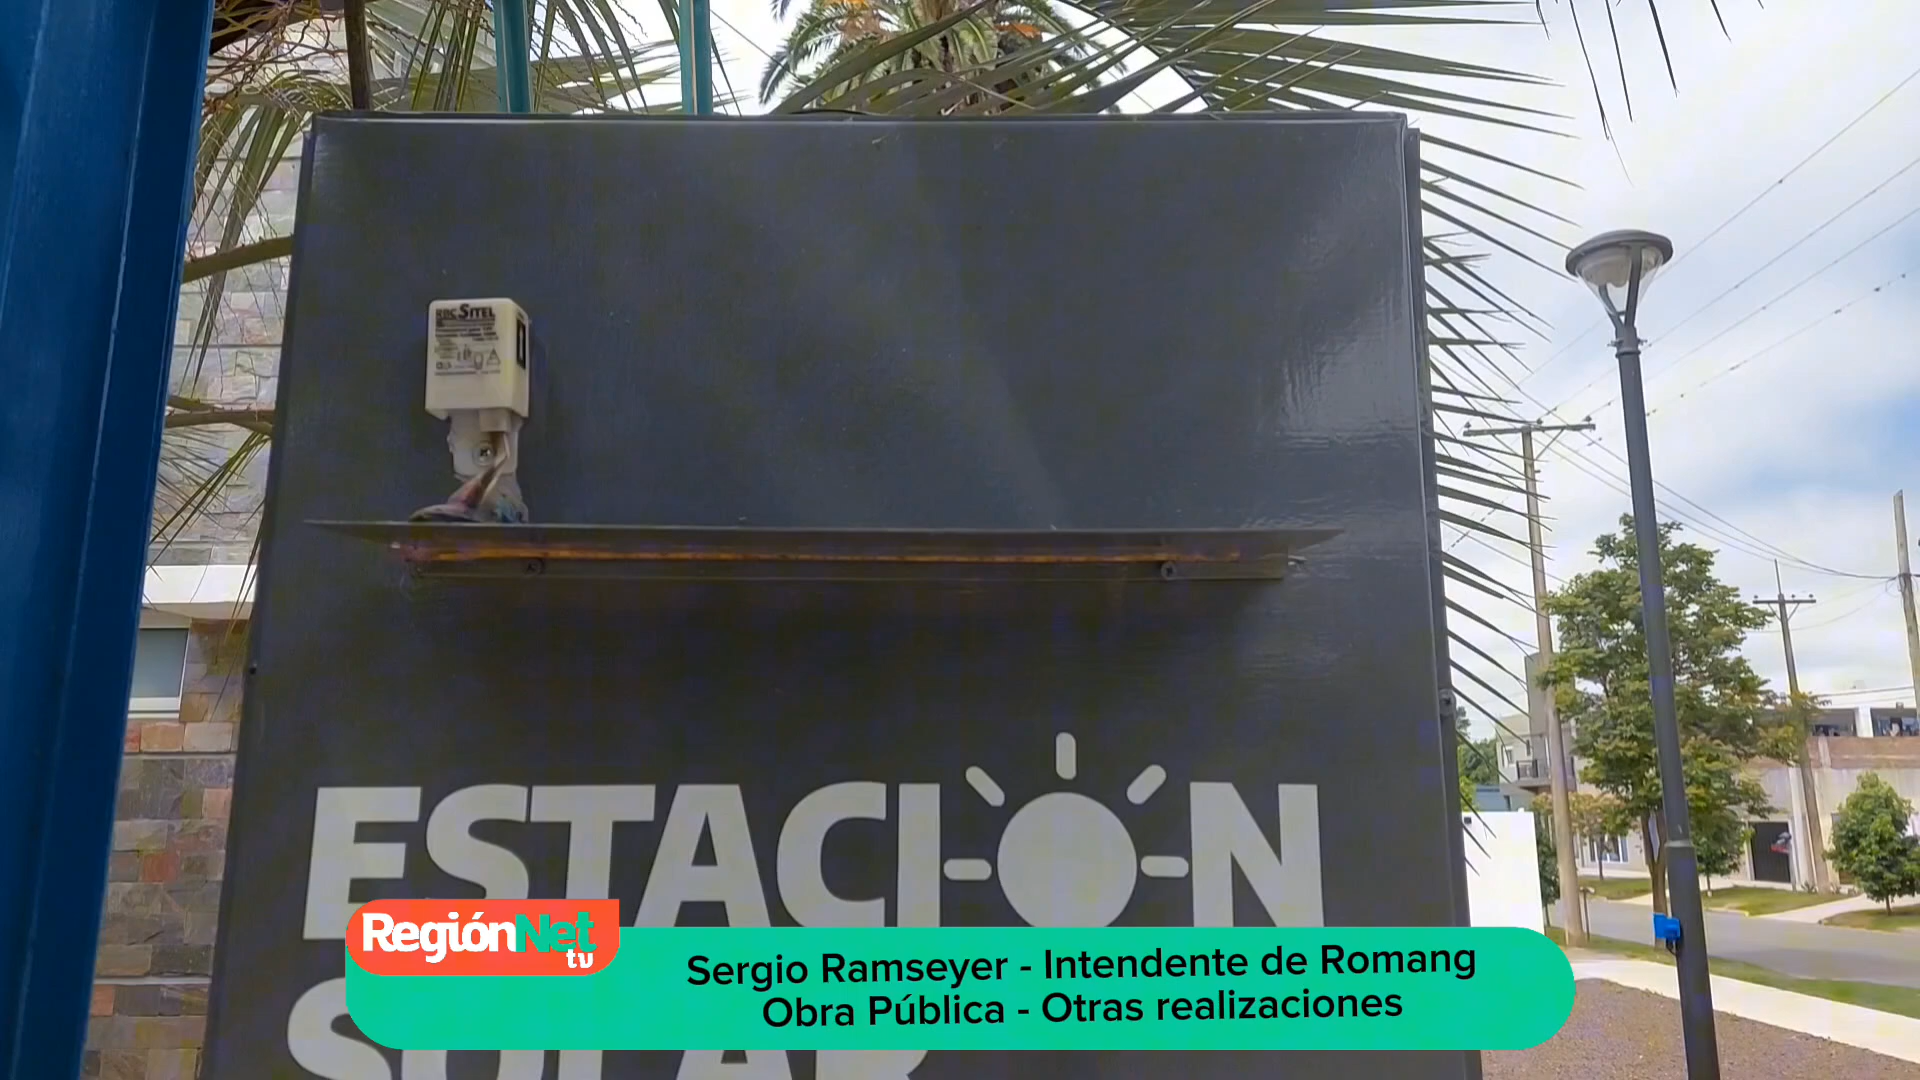 SITEL
ESTACIÓN
SOLAR
RegiónNet
tv
Sergio Ramseyer - Intendente de Romang
Obra Pública - Otras realizaciones